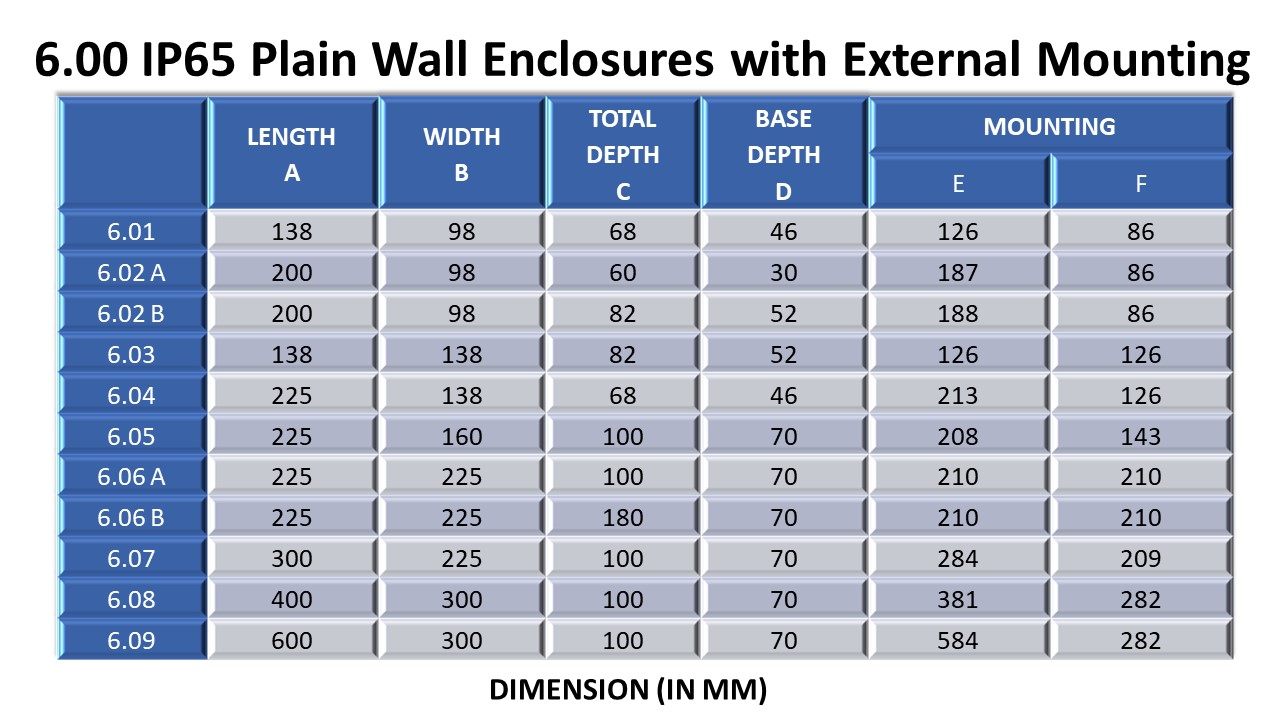 6.00 IP65 Plain Wall Enclosures with External Mounting
LENGTH A WIDTH B TOTAL DEPTH C BASE DEPTH D MOUNTING
E F
6.01 138 98 68 46 126 86
6.02 A 200 98 60 30 187 86
6.02 B 200 98 82 52 188 86
6.03 138 138 82 52 126 126
6.04 225 138 68 46 213 126
6.05 225 160 100 70 208 143
6.06 A 225 225 100 70 210 210
6.06 B 225 225 180 70 210 210
6.07 300 225 100 70 284 209
6.08 400 300 100 70 381 282
6.09 600 300 100 70 584 282
DIMENSION (IN MM)